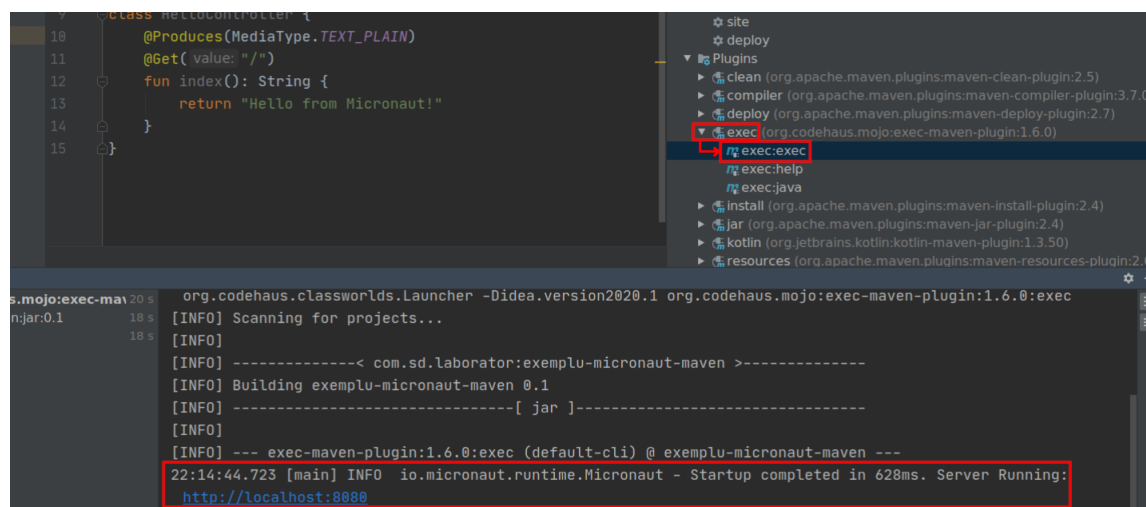 9 class HelloController {
10 @Produces(MediaType.TEXT_PLAIN)
11 @Get( value: "/")
12 fun index(): String {
13 return "Hello from Micronaut!"
14 }
15 }
site
deploy
Plugins
clean (org.apache.maven.plugins:maven-clean-plugin:2.5)
compiler (org.apache.maven.plugins:maven-compiler-plugin:3.7.0
deploy (org.apache.maven.plugins:maven-deploy-plugin:2.7)
exec (org.codehaus.mojo:exec-maven-plugin:1.6.0)
exec:exec
exec:help
exec:java
install (org.apache.maven.plugins:maven-install-plugin:2.4)
jar (org.apache.maven.plugins:maven-jar-plugin:2.4)
kotlin (org.jetbrains.kotlin:kotlin-maven-plugin:1.3.50)
resources (org.apache.maven.plugins:maven-resources-plugin:2.
s.mojo:exec-mav 20 s
n:jar:0.1 18 s
18 s
org.codehaus.classworlds.Launcher -Didea.version2020.1 org.codehaus.mojo:exec-maven-plugin:1.6.0:exec
[INFO] Scanning for projects...
[INFO]
[INFO] --------------< com.sd.laborator:exemplu-micronaut-maven >--------------
[INFO] Building exemplu-micronaut-maven 0.1
[INFO] --------------------------------[ jar ]---------------------------------
[INFO]
[INFO] --- exec-maven-plugin:1.6.0:exec (default-cli) @ exemplu-micronaut-maven ---
22:14:44.723 [main] INFO io.micronaut.runtime.Micronaut - Startup completed in 628ms. Server Running:
http://localhost:8080